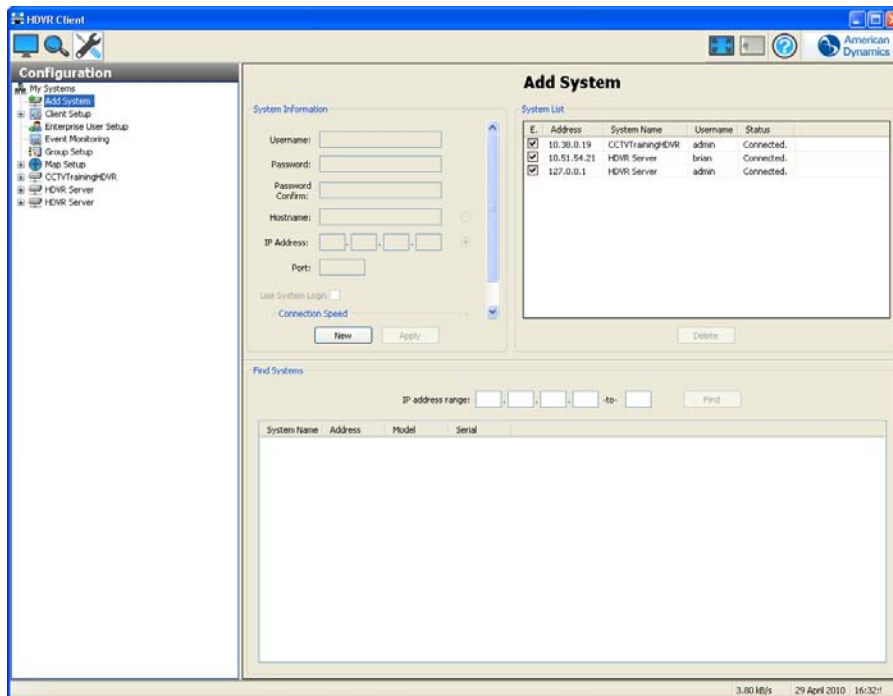 HDVR Client
American
Dynamics
Configuration
My Systems
Add System
Client Setup
Enterprise User Setup
Event Monitoring
Group Setup
Map Setup
CCTVTrainingHDVR
HDVR Server
HDVR Server
Add System
System Information
Username:
Password:
Password
Confirm:
Hostname:
IP Address: . . .
Port:
Use System Login
Connection Speed
New Apply
System List
E. Address System Name Username Status
10.38.0.19 CCTVTrainingHDVR admin Connected.
10.51.54.21 HDVR Server brian Connected.
127.0.0.1 HDVR Server admin Connected.
Delete
Find Systems
IP address range: . . . -to- Find
System Name Address Model Serial
3.80 kB/s 29 April 2010 16:32: